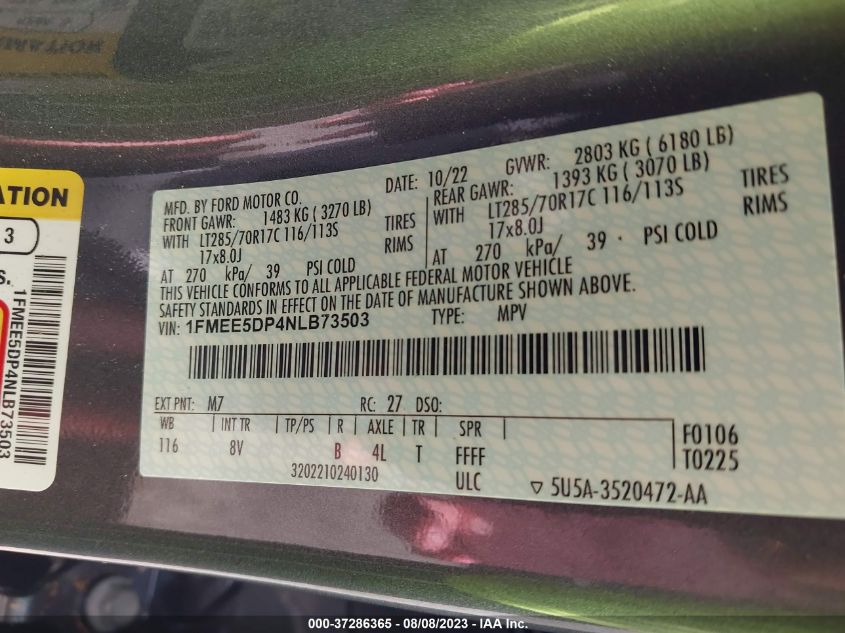 ATION
3
S. 1FMEE5DP4NLB73503
MFD. BY FORD MOTOR CO.
DATE: 10/22 GVWR: 2803 KG ( 6180 LB)
FRONT GAWR: 1483 KG ( 3270 LB)
WITH LT285/70R17C 116/113S TIRES
17x8.0J RIMS
AT 270 kPa/ 39 PSI COLD
REAR GAWR: 1393 KG ( 3070 LB)
WITH LT285/70R17C 116/113S TIRES
17x8.0J RIMS
AT 270 kPa/ 39 · PSI COLD
THIS VEHICLE CONFORMS TO ALL APPLICABLE FEDERAL MOTOR VEHICLE
SAFETY STANDARDS IN EFFECT ON THE DATE OF MANUFACTURE SHOWN ABOVE.
VIN: 1FMEE5DP4NLB73503 TYPE: MPV
EXT PNT: M7 RC: 27 DSO:
WB | INT TR | TP/PS | R | AXLE | TR | SPR
116 8V B 4L T FFFF
3202210240130 ULC
F0106
T0225
▽ 5U5A-3520472-AA
000-37286365 - 08/08/2023 - IAA Inc.